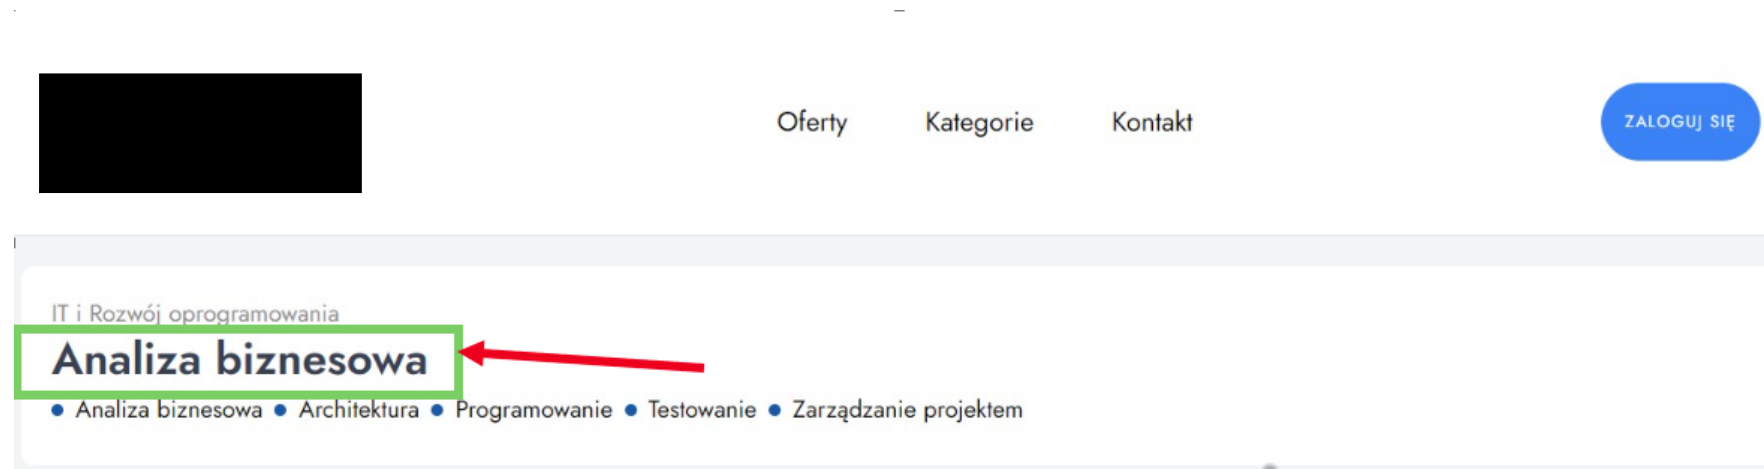 Oferty Kategorie Kontakt ZALOGUJ SIĘ
IT i Rozwój oprogramowania
Analiza biznesowa
• Analiza biznesowa • Architektura • Programowanie • Testowanie • Zarządzanie projektem